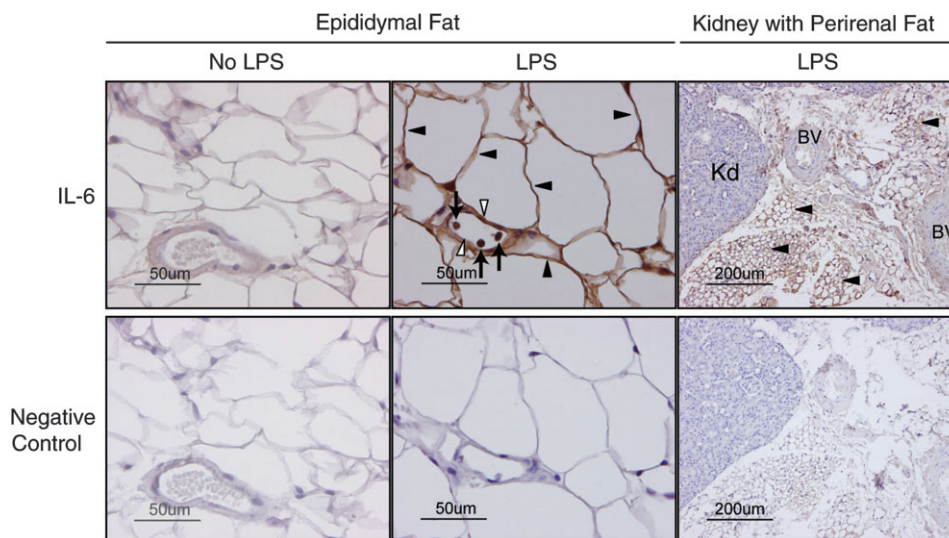 Epididymal Fat
Kidney with Perirenal Fat
No LPS
LPS
LPS
IL-6
50um
50um
Kd
BV
BV
200um
Negative
Control
50um
50um
200um